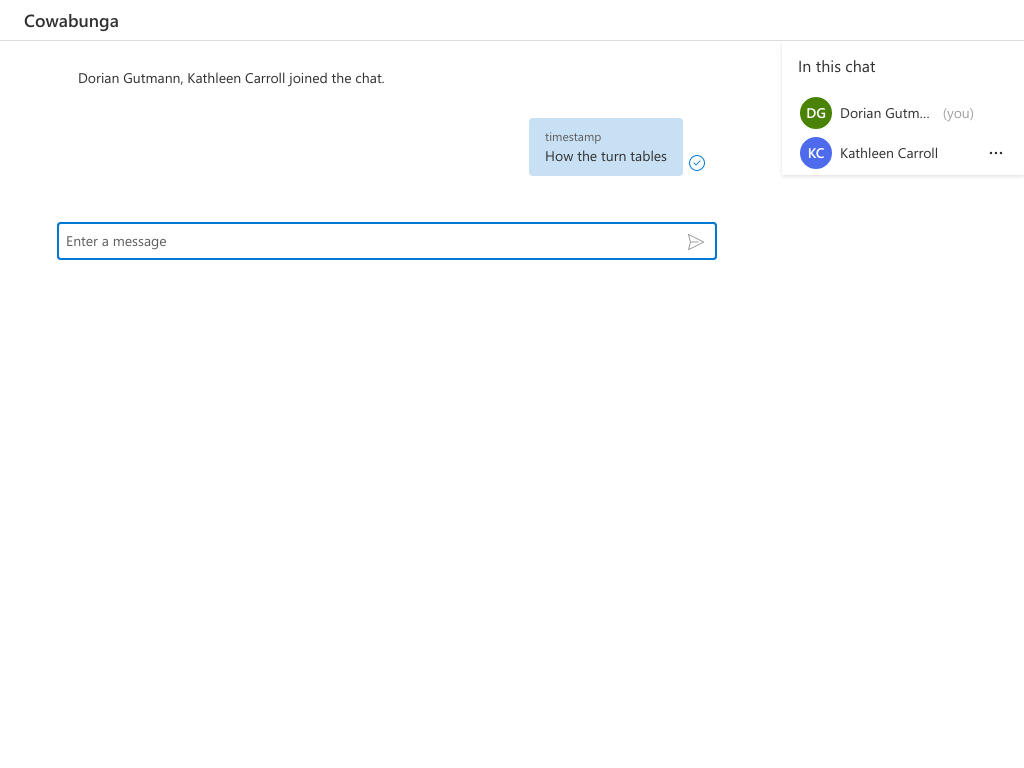 Cowabunga
Dorian Gutmann, Kathleen Carroll joined the chat.
timestamp
How the turn tables
Enter a message
In this chat
DG Dorian Gutm... (you)
KC Kathleen Carroll